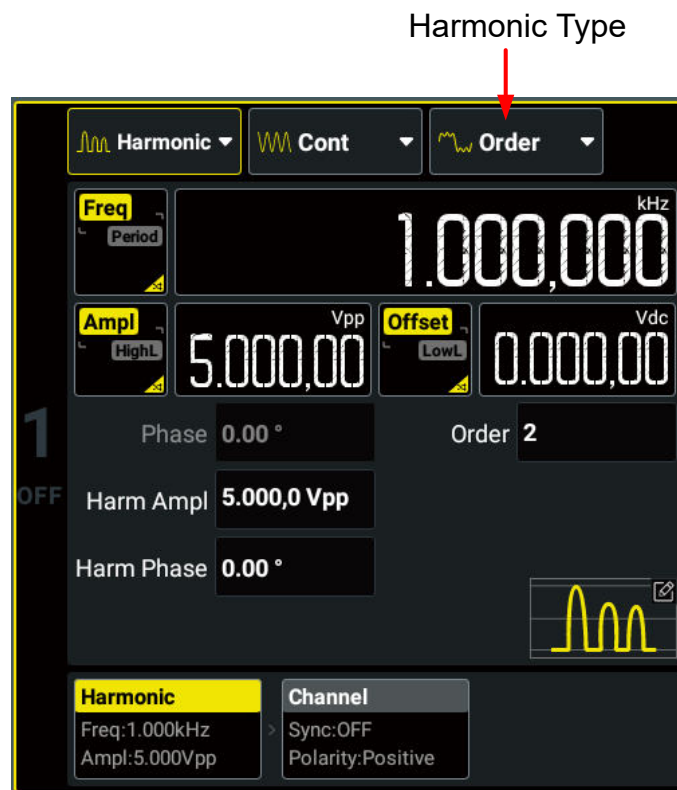 Harmonic Type
Harmonic Cont Order
Freq Period kHz
1.000,000
Ampl HighL Vpp
5.000,00
Offset LowL Vdc
0.000,00
1
OFF
Phase 0.00 ° Order 2
Harm Ampl 5.000,0 Vpp
Harm Phase 0.00 °
Harmonic
Freq:1.000kHz
Ampl:5.000Vpp
>
Channel
Sync:OFF
Polarity:Positive